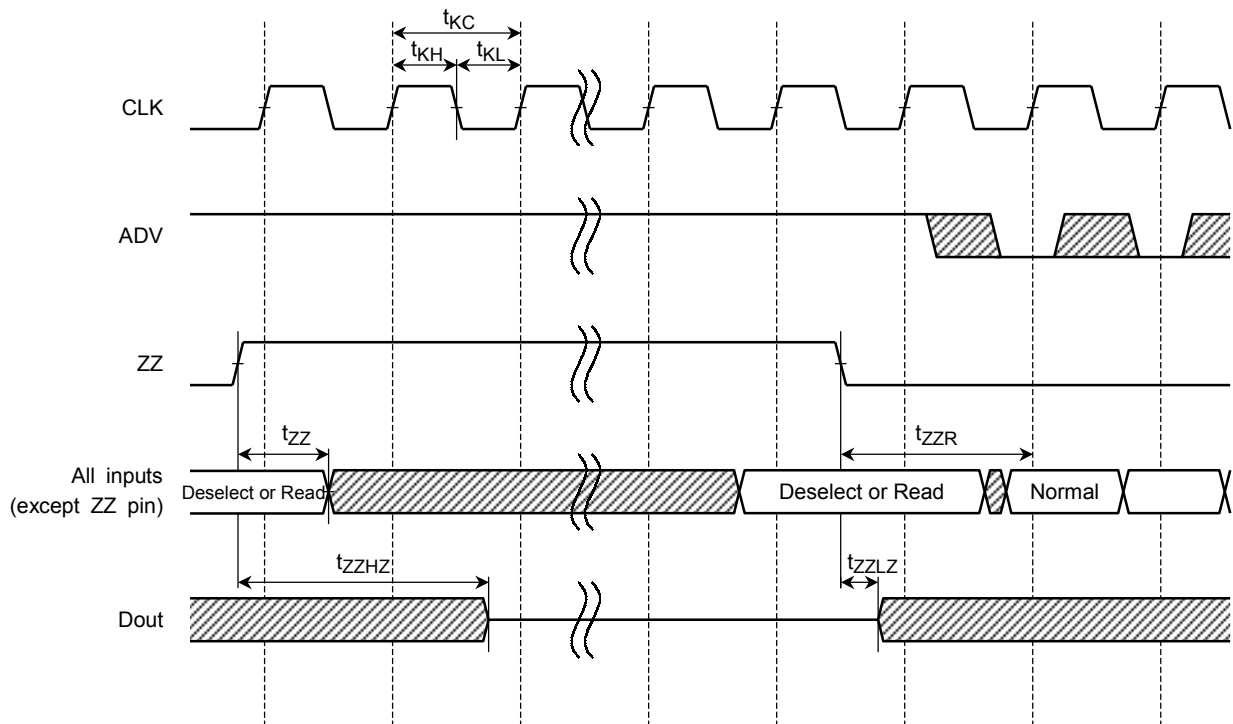 tKC
tKH
tKL
CLK
ADV
ZZ
tZZ
tZZR
All inputs
(except ZZ pin)
Deselect or Read
Deselect or Read
Normal
tZZHZ
tZZLZ
Dout